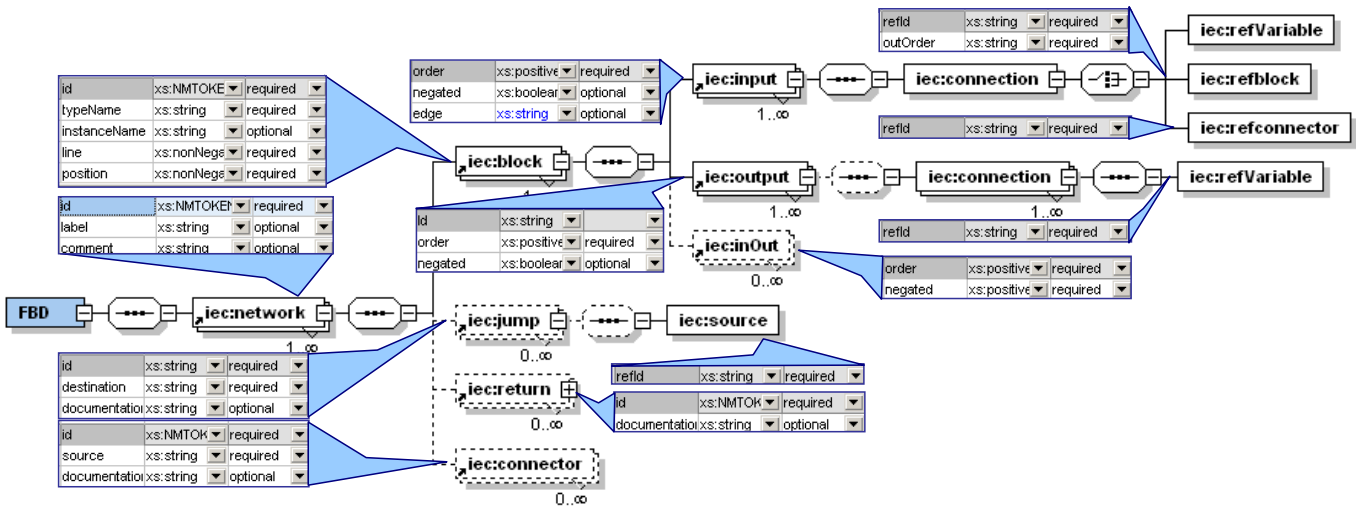 refId xs:string required
outOrder xs:string required
iec:refVariable
iec:refblock
iec:refconnector
order xs:positive required
negated xs:boolear optional
edge xs:string optional
iec:input
1..∞
iec:connection
refId xs:string required
id xs:NMTOKE required
typeName xs:string required
instanceName xs:string optional
line xs:nonNega required
position xs:nonNega required
iec:block
iec:output
1..∞
iec:connection
1..∞
iec:refVariable
refId xs:string required
id xs:NMTOKEN required
label xs:string optional
comment xs:string optional
Id xs:string
order xs:positive required
negated xs:boolear optional
iec:inOut
0..∞
order xs:positive required
negated xs:positive required
FBD
iec:network
1..∞
iec:jump
0..∞
iec:source
id xs:string required
destination xs:string required
documentatio xs:string optional
refId xs:string required
iec:return
0..∞
id xs:NMTOK required
documentatio xs:string optional
id xs:NMTOK required
source xs:string required
documentatio xs:string optional
iec:connector
0..∞